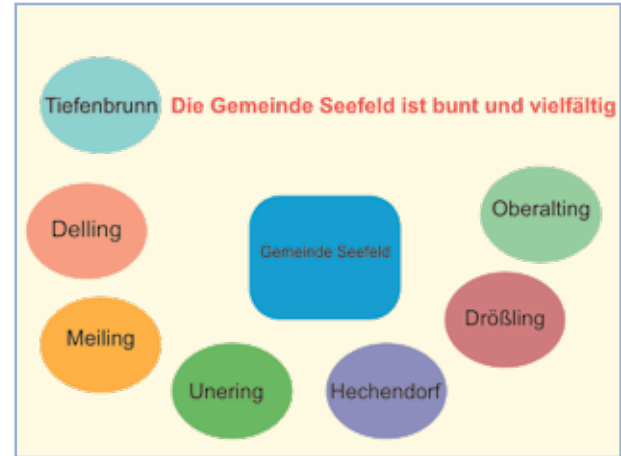 Tiefenbrunn
Die Gemeinde Seefeld ist bunt und vielfältig
Delling
Oberalting
Gemeinde Seefeld
Meiling
Drößling
Unering
Hechendorf